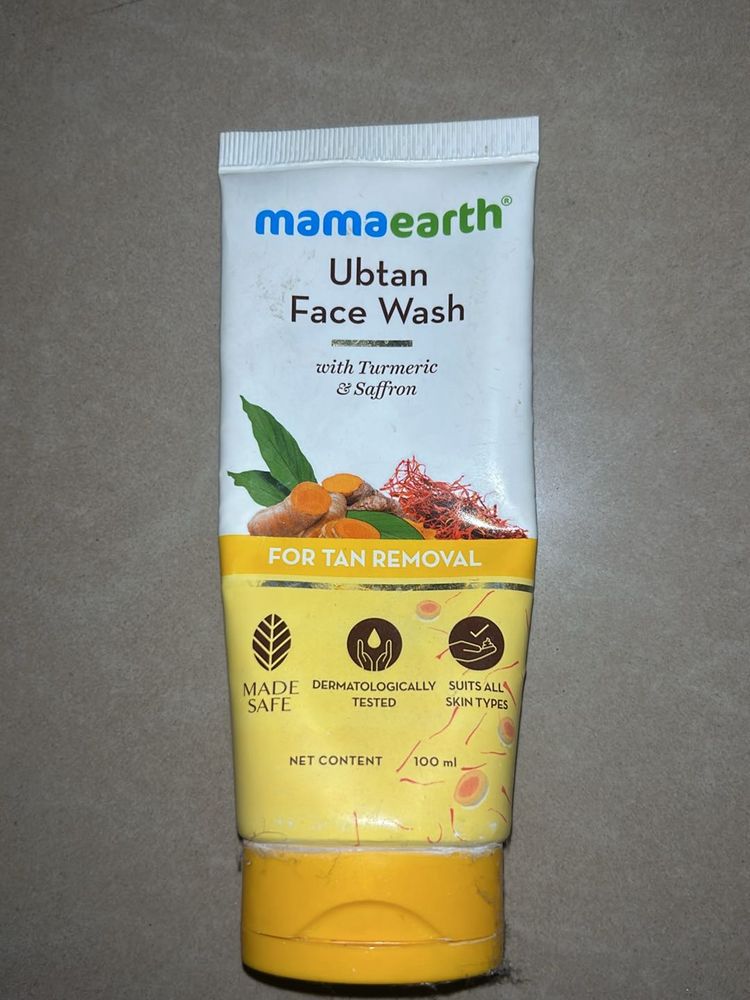 mamaearth®
Ubtan
Face Wash
with Turmeric
& Saffron
FOR TAN REMOVAL
MADE
SAFE
DERMATOLOGICALLY
TESTED
SUITS ALL
SKIN TYPES
NET CONTENT 100 ml